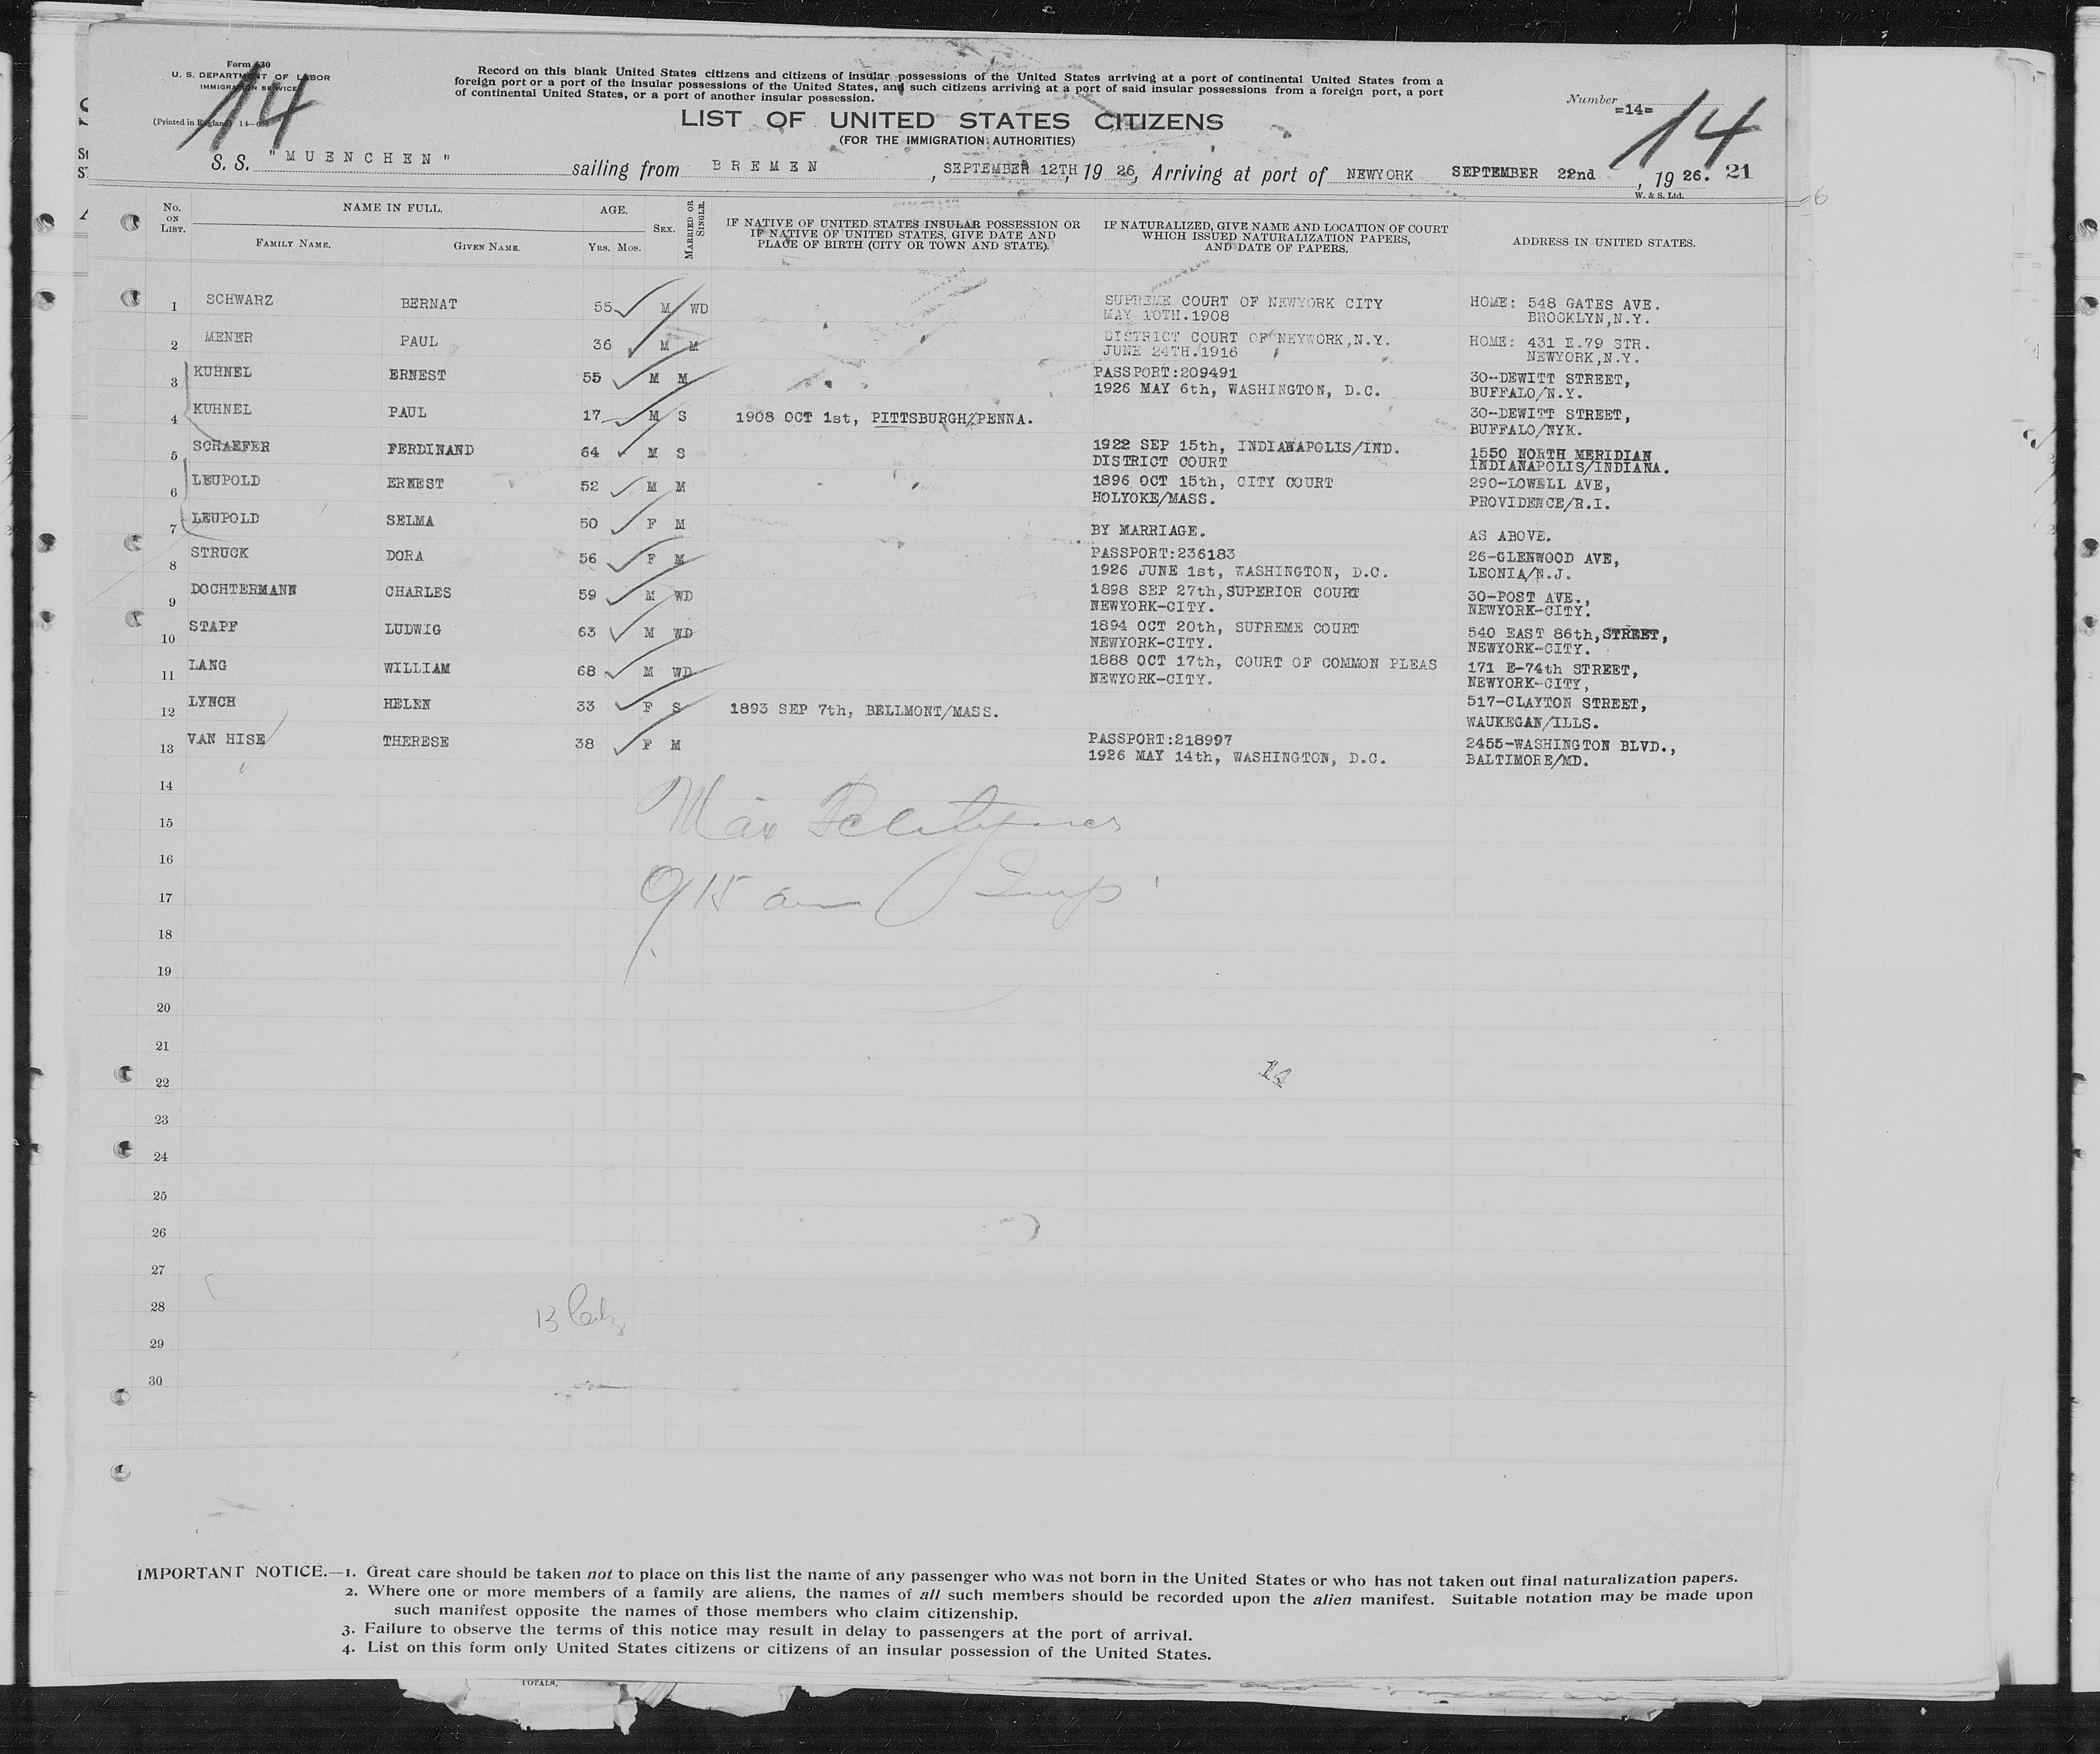 Form 630
U. S. DEPARTMENT OF LABOR
IMMIGRATION SERVICE
(Printed in England)
14
Record on this blank United States citizens and citizens of insular possessions of the United States arriving at a port of continental United States from a
foreign port or a port of the insular possessions of the United States, and such citizens arriving at a port of said insular possessions from a foreign port, a port
of continental United States, or a port of another insular possession.
Number =14=
14
LIST OF UNITED STATES CITIZENS
(FOR THE IMMIGRATION AUTHORITIES)
S. S. "MUENCHEN" sailing from BREMEN, SEPTEMBER 12TH, 19 26, Arriving at port of NEWYORK SEPTEMBER 22nd, 19 26. 21
W. & S. Ltd.
No. ON LIST. NAME IN FULL. AGE. SEX. MARRIED OR SINGLE. IF NATIVE OF UNITED STATES INSULAR POSSESSION OR IF NATIVE OF UNITED STATES, GIVE DATE AND PLACE OF BIRTH (CITY OR TOWN AND STATE). IF NATURALIZED, GIVE NAME AND LOCATION OF COURT WHICH ISSUED NATURALIZATION PAPERS, AND DATE OF PAPERS. ADDRESS IN UNITED STATES.
FAMILY NAME. GIVEN NAME. YRS. MOS.
1 SCHWARZ BERNAT 55 M WD SUPREME COURT OF NEWYORK CITY HOME: 548 GATES AVE.
MAY 10TH.1908 BROOKLYN,N.Y.
2 MENER PAUL 36 M M DISTRICT COURT OF NEYWORK,N.Y. HOME: 431 E.79 STR.
JUNE 24TH.1916 NEWYORK,N.Y.
3 KUHNEL ERNEST 55 M M PASSPORT:209491 30-DEWITT STREET,
1926 MAY 6th, WASHINGTON, D.C. BUFFALO/N.Y.
4 KUHNEL PAUL 17 M S 1908 OCT 1st, PITTSBURGH/PENNA. 30-DEWITT STREET,
BUFFALO/NYK.
5 SCHAEFER FERDINAND 64 M S 1922 SEP 15th, INDIANAPOLIS/IND. 1550 NORTH MERIDIAN
DISTRICT COURT INDIANAPOLIS/INDIANA.
6 LEUPOLD ERNEST 52 M M 1896 OCT 15th, CITY COURT 290-LOWELL AVE,
HOLYOKE/MASS. PROVIDENCE/R.I.
7 LEUPOLD SELMA 50 F M BY MARRIAGE. AS ABOVE.
8 STRUCK DORA 56 F M PASSPORT:236183 26-GLENWOOD AVE,
1926 JUNE 1st, WASHINGTON, D.C. LEONIA/N.J.
9 DOCHTERMANN CHARLES 59 M WD 1898 SEP 27th,SUPERIOR COURT 30-POST AVE.,
NEWYORK-CITY. NEWYORK-CITY.
10 STAPF LUDWIG 63 M WD 1894 OCT 20th, SUPREME COURT 540 EAST 86th,STREET,
NEWYORK-CITY. NEWYORK-CITY.
11 LANG WILLIAM 68 M WD 1888 OCT 17th, COURT OF COMMON PLEAS 171 E-74th STREET,
NEWYORK-CITY. NEWYORK-CITY,
12 LYNCH HELEN 33 F S 1893 SEP 7th, BELLMONT/MASS. 517-CLAYTON STREET,
WAUKEGAN/ILLS.
13 VAN HISE THERESE 38 F M PASSPORT:218997 2455-WASHINGTON BLVD.,
1926 MAY 14th, WASHINGTON, D.C. BALTIMORE/MD.
14
15 Max
16
17 915 am Insp
18
19
20
21
22 14
23
24
25
26
27
28 13
29
30
IMPORTANT NOTICE.—1. Great care should be taken not to place on this list the name of any passenger who was not born in the United States or who has not taken out final naturalization papers.
2. Where one or more members of a family are aliens, the names of all such members should be recorded upon the alien manifest. Suitable notation may be made upon
such manifest opposite the names of those members who claim citizenship.
3. Failure to observe the terms of this notice may result in delay to passengers at the port of arrival.
4. List on this form only United States citizens or citizens of an insular possession of the United States.
TOTALS,